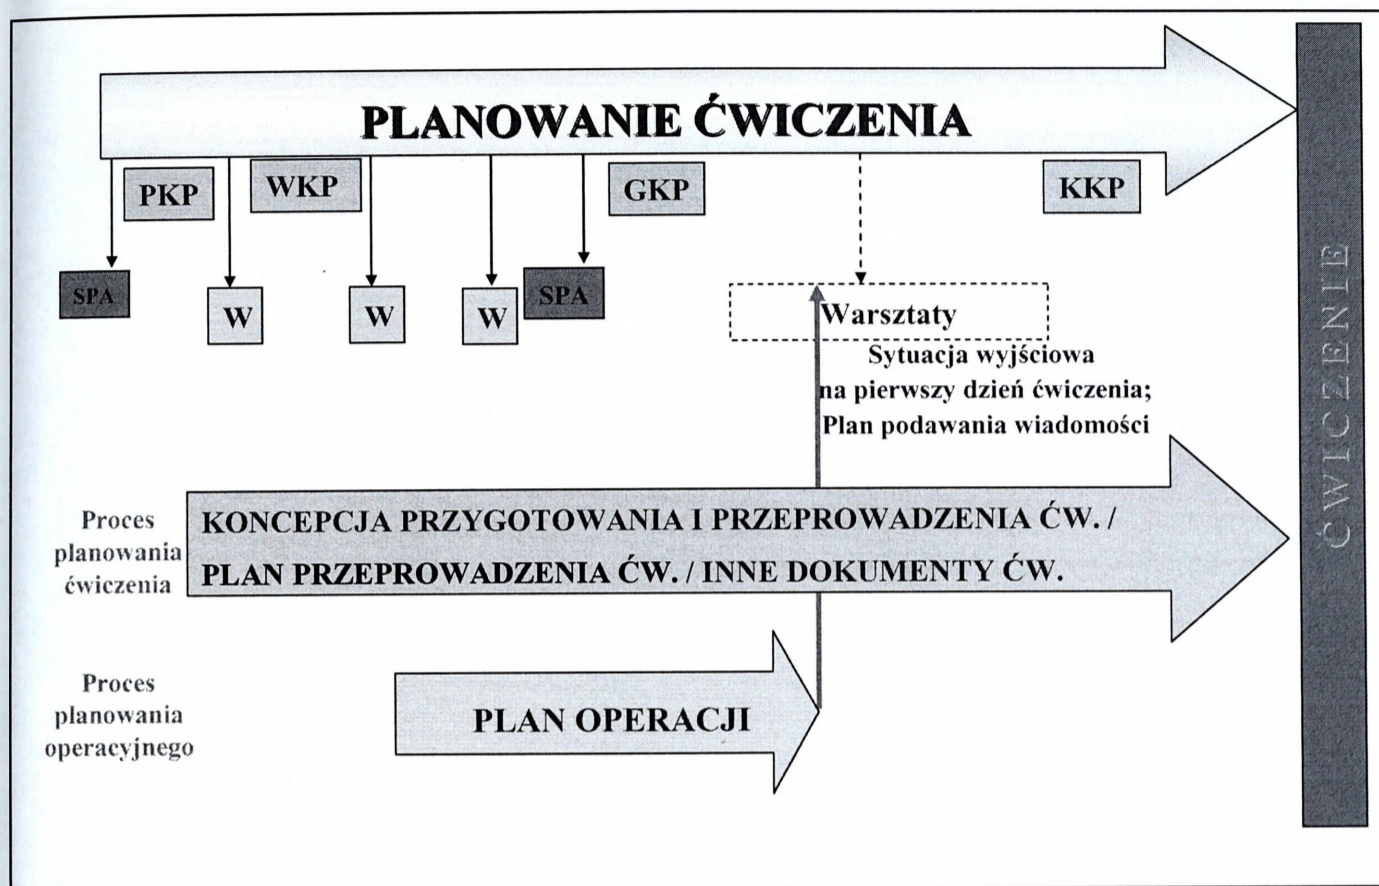 PLANOWANIE ĆWICZENIA
PKP
WKP
GKP
KKP
SPA
W
W
W
SPA
Warsztaty
Sytuacja wyjściowa
na pierwszy dzień ćwiczenia;
Plan podawania wiadomości
Proces
planowania
ćwiczenia
KONCEPCJA PRZYGOTOWANIA I PRZEPROWADZENIA ĆW. /
PLAN PRZEPROWADZENIA ĆW. / INNE DOKUMENTY ĆW.
Proces
planowania
operacyjnego
PLAN OPERACJI
ĆWICZENIE